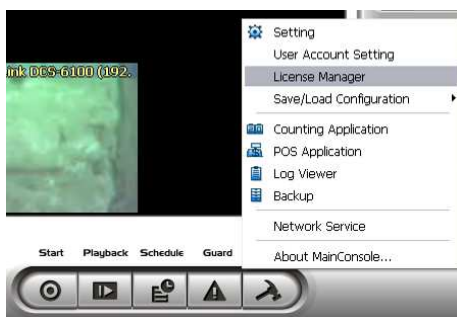 Setting
User Account Setting
License Manager
Save/Load Configuration
Counting Application
POS Application
Log Viewer
Backup
Network Service
About MainConsole...
ink DCS-6100 (192.
Start Playback Schedule Guard